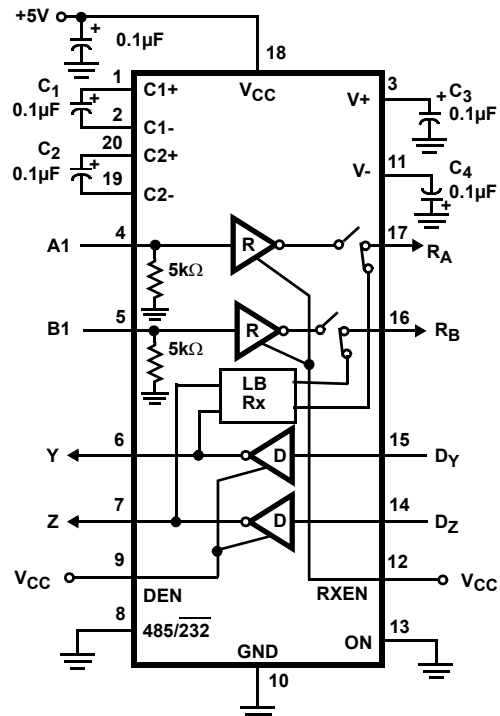 +5V
+ 0.1µF
18
C1
0.1µF
+
1
C1+
VCC
V+
3
+
C3
0.1µF
2
C1-
C2
0.1µF
+
20
C2+
19
C2-
V-
11
C4
0.1µF
+
A1
4
R
17
RA
5kΩ
B1
5
R
16
RB
5kΩ
LB
Rx
Y
6
D
15
DY
Z
7
D
14
DZ
VCC
9
DEN
RXEN
12
VCC
8
485/232
ON
13
GND
10